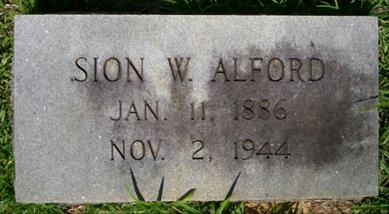 SION W. ALFORD
JAN. 11, 1886
NOV. 2, 1944